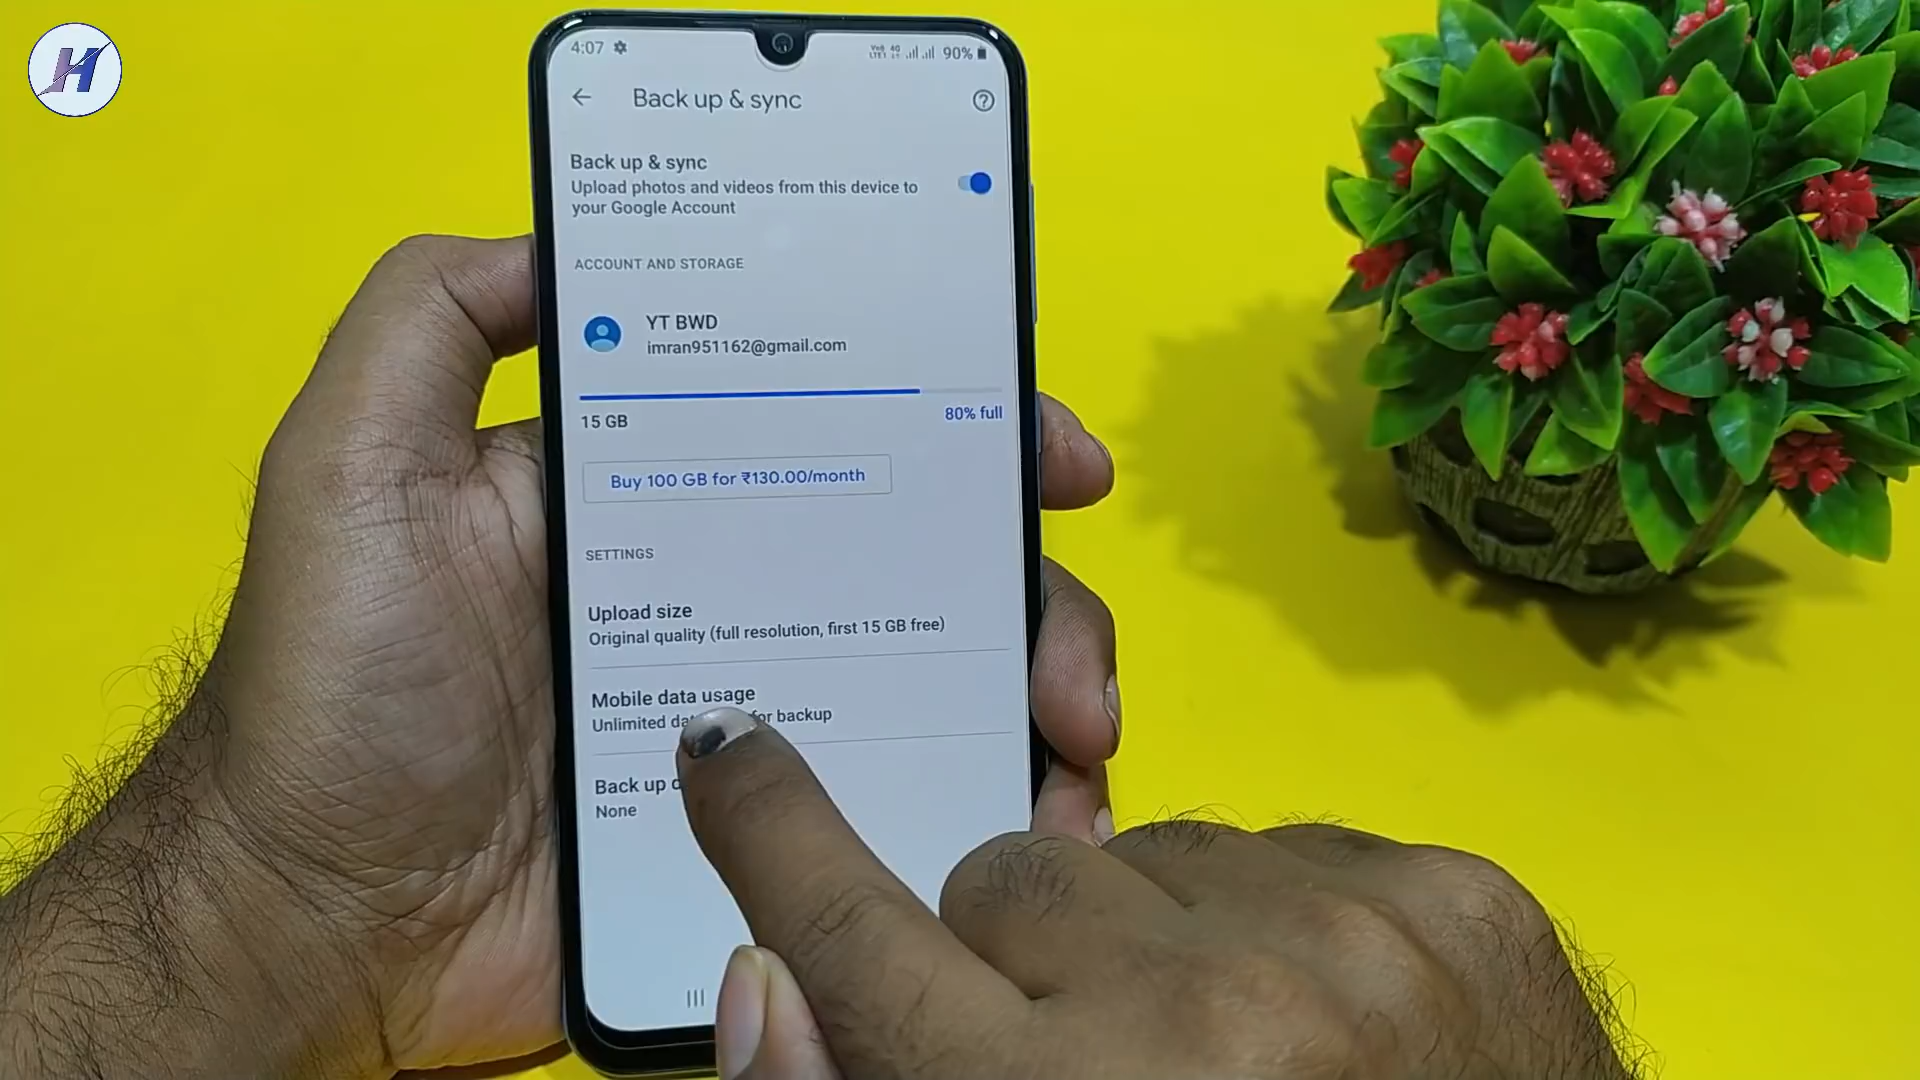 H
4:07 90%
Back up & sync
Back up & sync
Upload photos and videos from this device to
your Google Account
ACCOUNT AND STORAGE
YT BWD
imran951162@gmail.com
15 GB 80% full
Buy 100 GB for ₹130.00/month
SETTINGS
Upload size
Original quality (full resolution, first 15 GB free)
Mobile data usage
Unlimited for backup
Back up
None